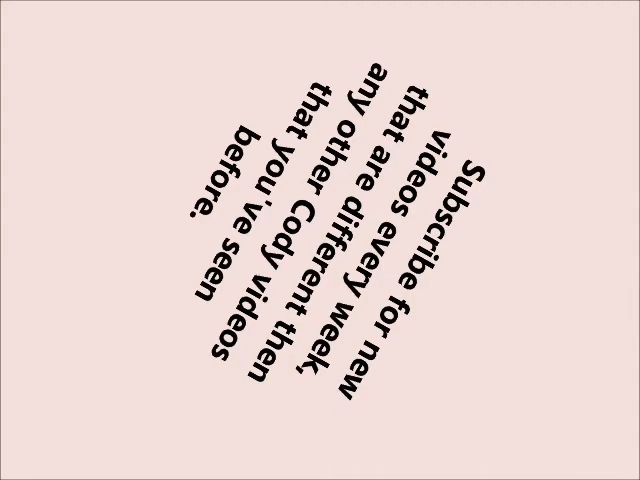 Subscribe for new
videos every week,
that are different then
any other Cody videos
that you've seen
before.